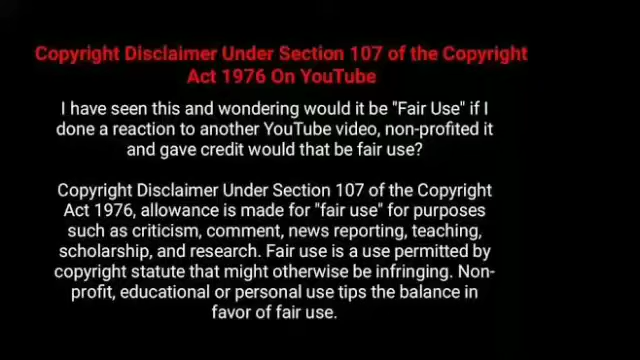 Copyright Disclaimer Under Section 107 of the Copyright
Act 1976 On YouTube
I have seen this and wondering would it be "Fair Use" if I
done a reaction to another YouTube video, non-profited it
and gave credit would that be fair use?
Copyright Disclaimer Under Section 107 of the Copyright
Act 1976, allowance is made for "fair use" for purposes
such as criticism, comment, news reporting, teaching,
scholarship, and research. Fair use is a use permitted by
copyright statute that might otherwise be infringing. Non-
profit, educational or personal use tips the balance in
favor of fair use.